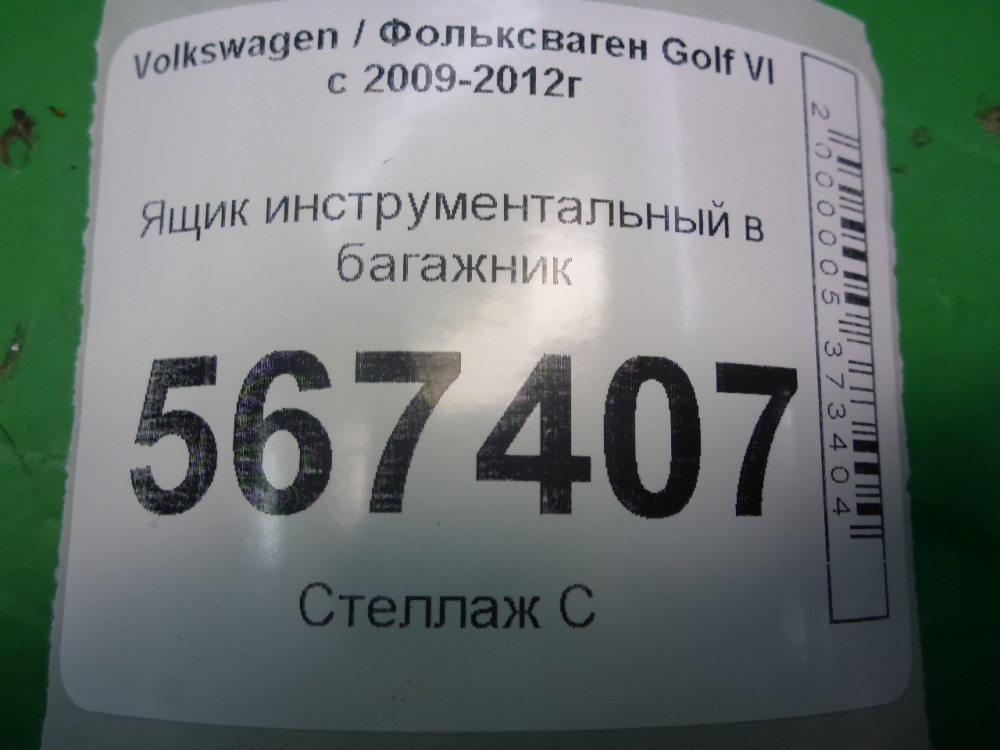 Volkswagen / Фольксваген Golf VI
с 2009-2012г
Ящик инструментальный в
багажник
567407
Стеллаж С
2000005373404